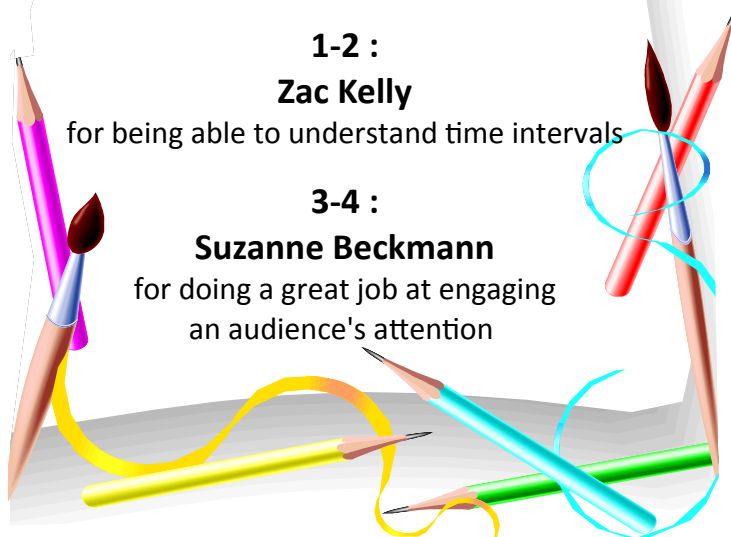 1-2 :
Zac Kelly
for being able to understand time intervals
3-4 :
Suzanne Beckmann
for doing a great job at engaging
an audience's attention